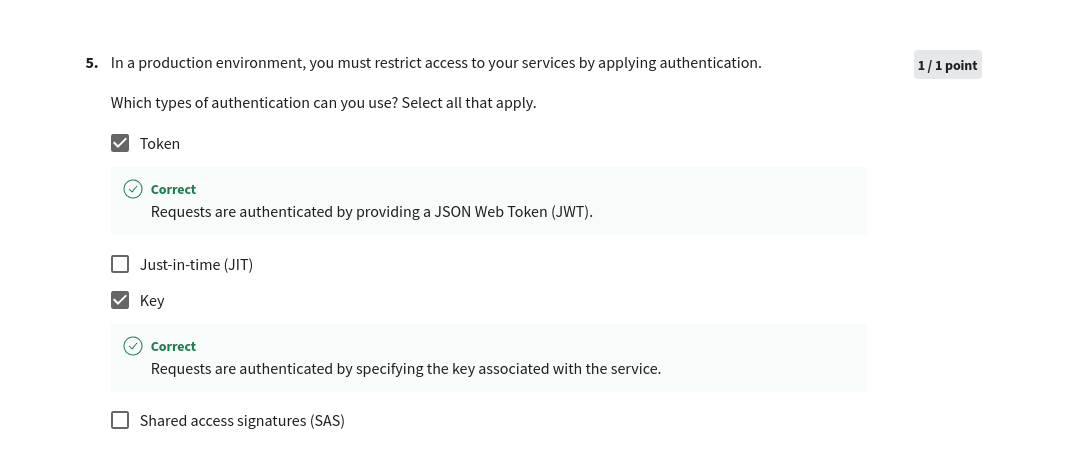 5. In a production environment, you must restrict access to your services by applying authentication.
1 / 1 point
Which types of authentication can you use? Select all that apply.
Token
Correct
Requests are authenticated by providing a JSON Web Token (JWT).
Just-in-time (JIT)
Key
Correct
Requests are authenticated by specifying the key associated with the service.
Shared access signatures (SAS)